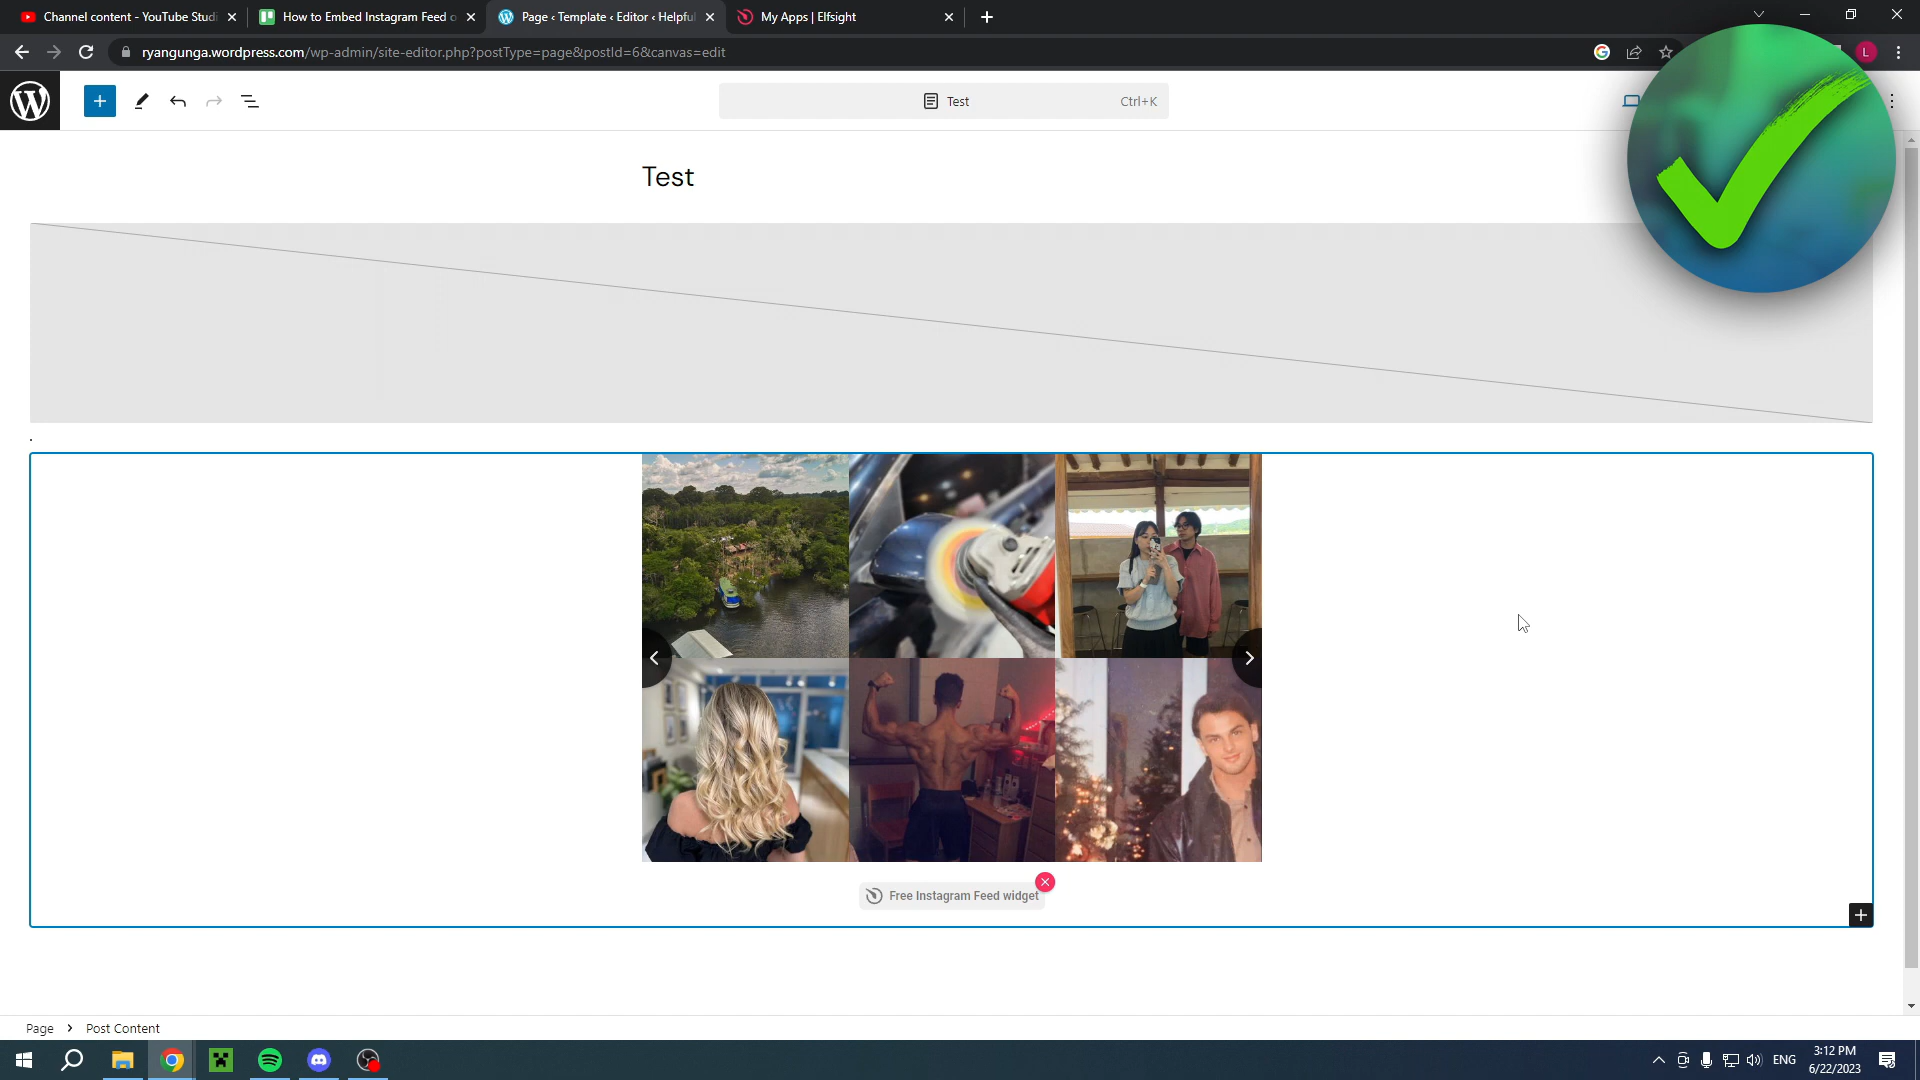 Channel content - YouTube Studi
How to Embed Instagram Feed o
Page ‹ Template ‹ Editor ‹ Helpful
My Apps | Elfsight
ryangunga.wordpress.com/wp-admin/site-editor.php?postType=page&postId=6&canvas=edit
L
Test
Ctrl+K
Test
.
Free Instagram Feed widget
Page
Post Content
ENG
3:12 PM
6/22/2023